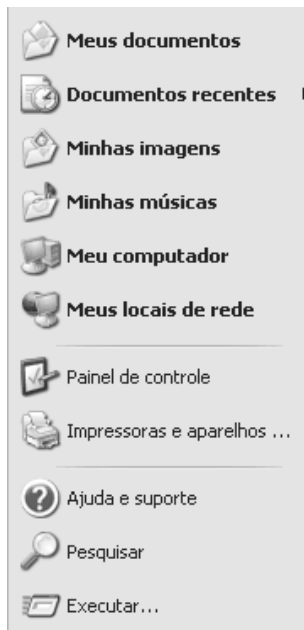 Meus documentos
Documentos recentes
Minhas imagens
Minhas músicas
Meu computador
Meus locais de rede
Painel de controle
Impressoras e aparelhos ...
Ajuda e suporte
Pesquisar
Executar...